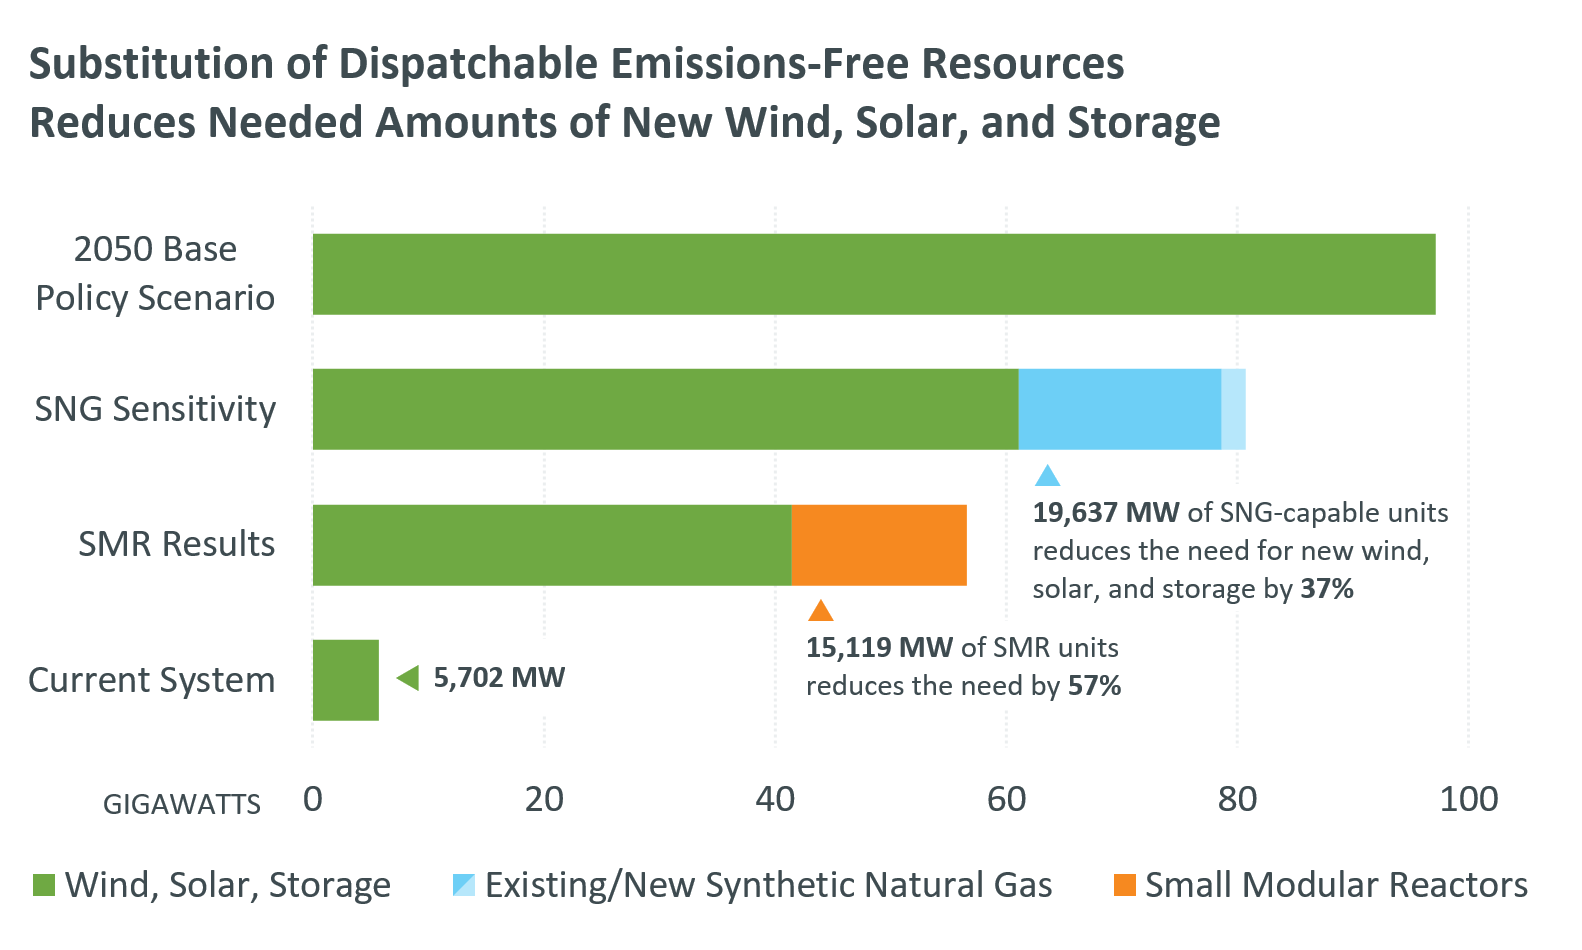 Substitution of Dispatchable Emissions-Free Resources
Reduces Needed Amounts of New Wind, Solar, and Storage
2050 Base
Policy Scenario
SNG Sensitivity
19,637 MW of SNG-capable units
reduces the need for new wind,
solar, and storage by 37%
SMR Results
15,119 MW of SMR units
reduces the need by 57%
Current System
5,702 MW
GIGAWATTS 0 20 40 60 80 100
Wind, Solar, Storage Existing/New Synthetic Natural Gas Small Modular Reactors